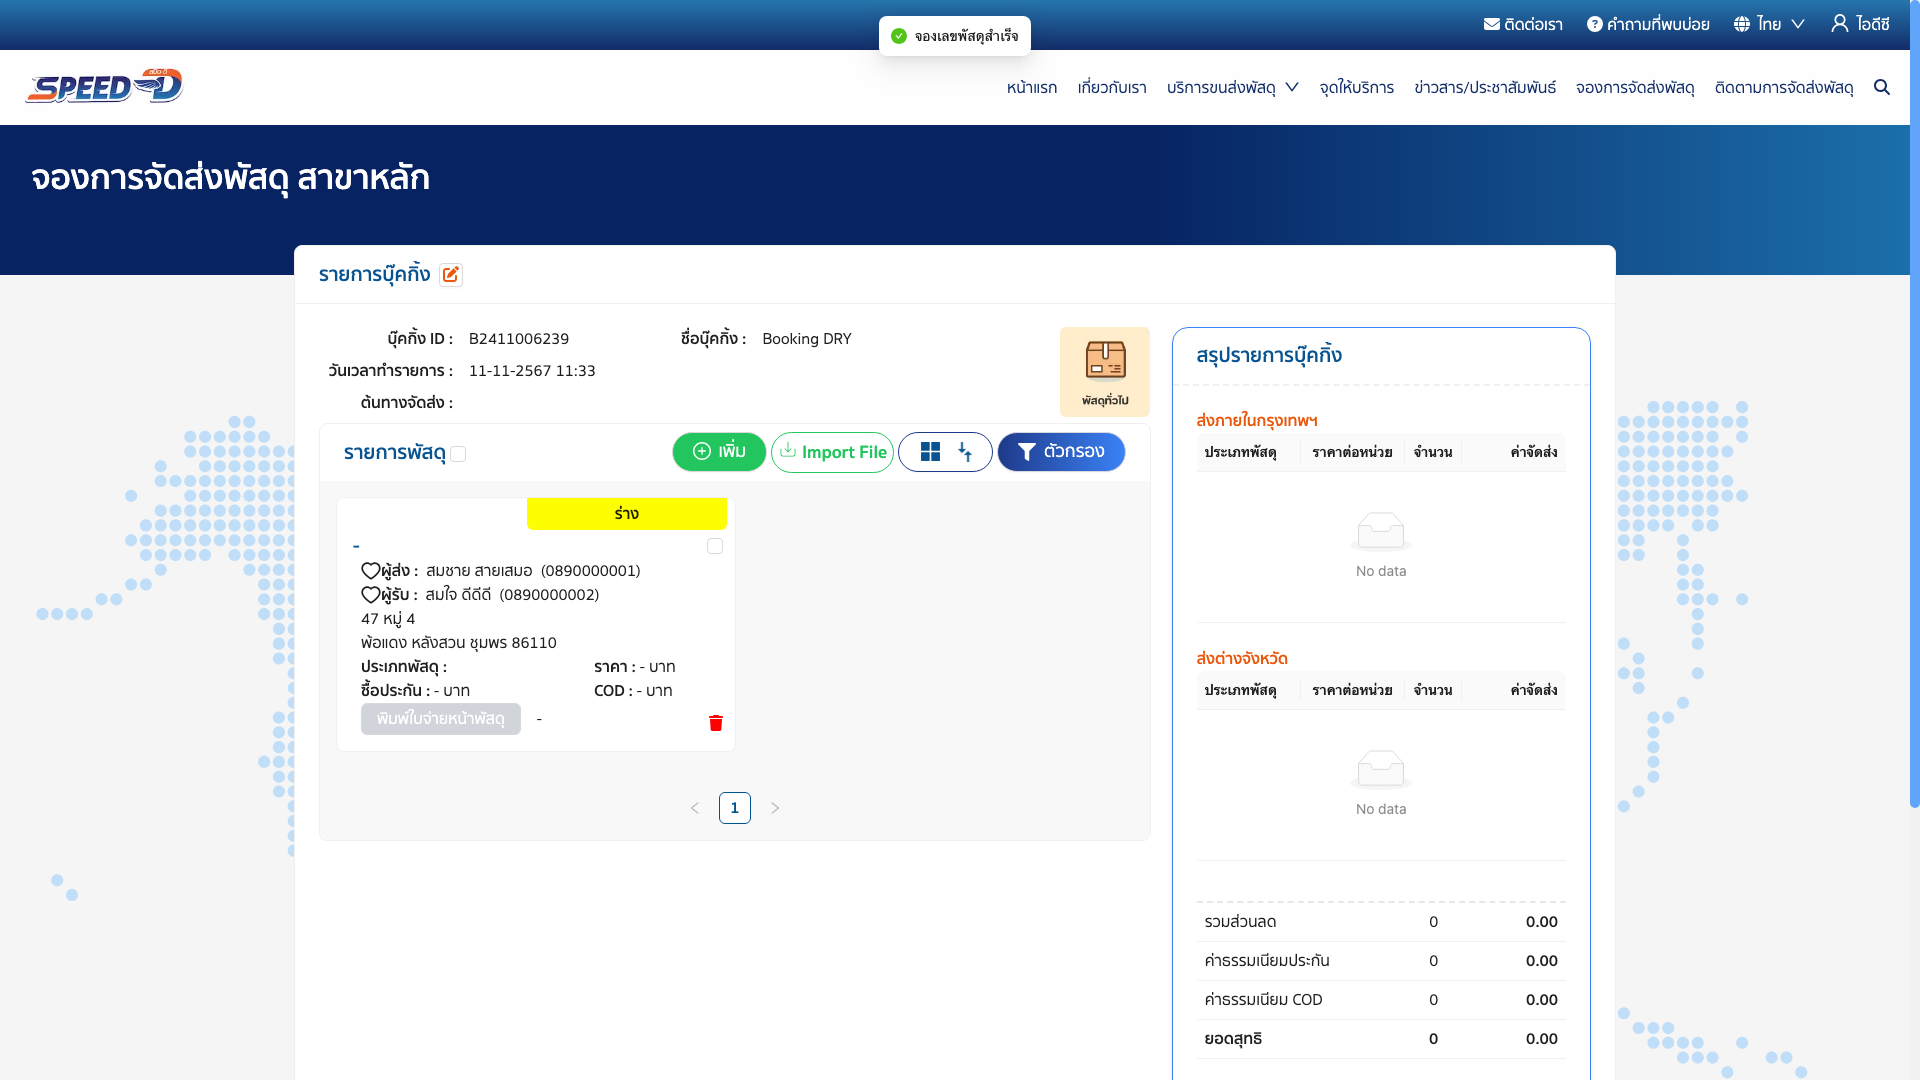 ติดต่อเรา
คำถามที่พบบ่อย
ไทย
ไอดีซี
จองเลขพัสดุสำเร็จ
สปีด-ดี
SPEED-D
หน้าแรก
เกี่ยวกับเรา
บริการขนส่งพัสดุ
จุดให้บริการ
ข่าวสาร/ประชาสัมพันธ์
จองการจัดส่งพัสดุ
ติดตามการจัดส่งพัสดุ
จองการจัดส่งพัสดุ สาขาหลัก
รายการบุ๊คกิ้ง
บุ๊คกิ้ง ID : B2411006239
ชื่อบุ๊คกิ้ง : Booking DRY
วันเวลาทำรายการ : 11-11-2567 11:33
ต้นทางจัดส่ง :
พัสดุทั่วไป
รายการพัสดุ
เพิ่ม
Import File
ตัวกรอง
ร่าง
-
ผู้ส่ง : สมชาย สายเสมอ (0890000001)
ผู้รับ : สมใจ ดีดีดี (0890000002)
47 หมู่ 4
พ้อแดง หลังสวน ชุมพร 86110
ประเภทพัสดุ :
ราคา : - บาท
ซื้อประกัน : - บาท
COD : - บาท
พิมพ์ใบจ่ายหน้าพัสดุ
-
1
สรุปรายการบุ๊คกิ้ง
ส่งภายในกรุงเทพฯ
ประเภทพัสดุ ราคาต่อหน่วย จำนวน ค่าจัดส่ง
No data
ส่งต่างจังหวัด
ประเภทพัสดุ ราคาต่อหน่วย จำนวน ค่าจัดส่ง
No data
รวมส่วนลด 0 0.00
ค่าธรรมเนียมประกัน 0 0.00
ค่าธรรมเนียม COD 0 0.00
ยอดสุทธิ 0 0.00